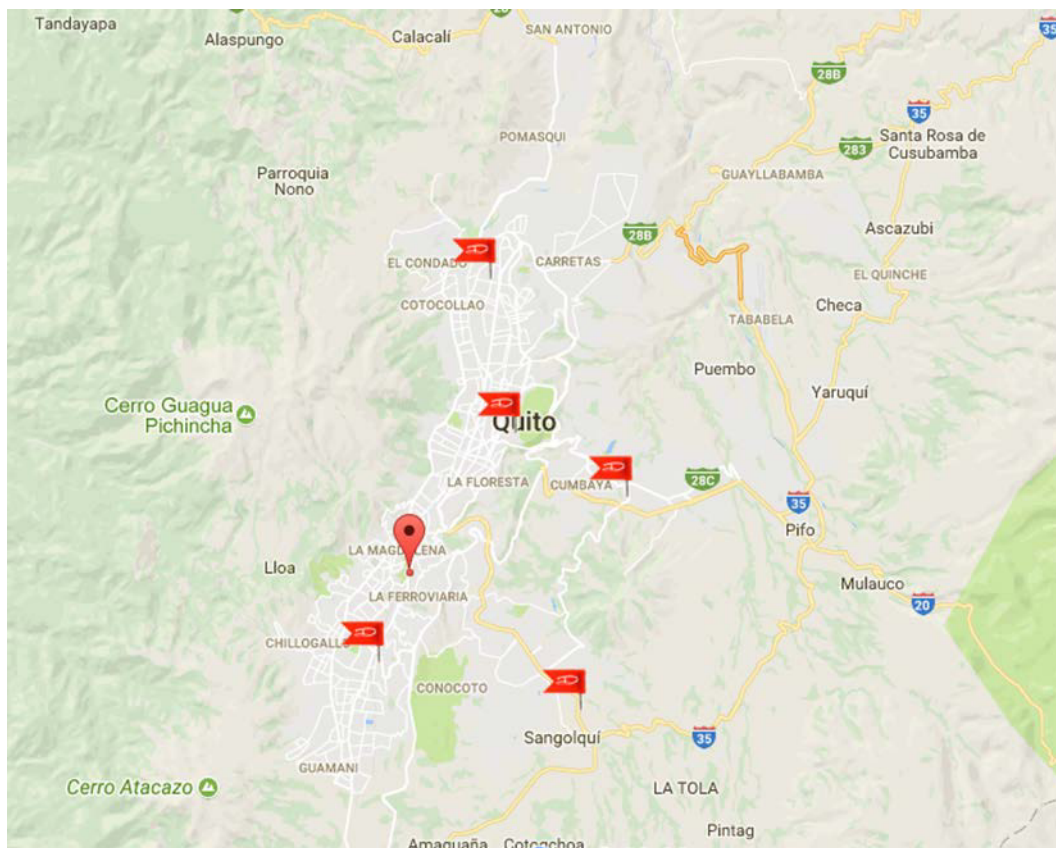 Tandayapa
Alaspungo
Calacalí
SAN ANTONIO
35
28B
35
POMASQUI
283
Santa Rosa de
Cusubamba
Parroquia
Nono
GUAYLLABAMBA
28B
Ascazubi
EL CONDADO
CARRETAS
EL QUINCHE
COTOCOLLAO
Checa
TABABELA
Puembo
Yaruquí
Cerro Guagua
Pichincha
Quito
LA FLORESTA
CUMBAYA
28C
35
Pifo
LA MAGDALENA
Lloa
LA FERROVIARIA
Mulauco
20
CHILLOGALLO
CONOCOTO
Sangolquí
35
GUAMANI
Cerro Atacazo
LA TOLA
Pintag
Amaguaña
Cotogchoa